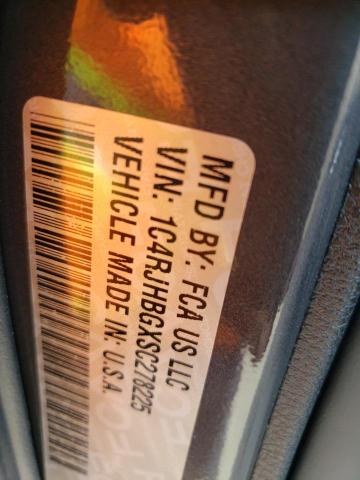 MFD BY: FCA US LLC
VIN: 1C4RJHBGXSC278225
VEHICLE MADE IN: U.S.A.